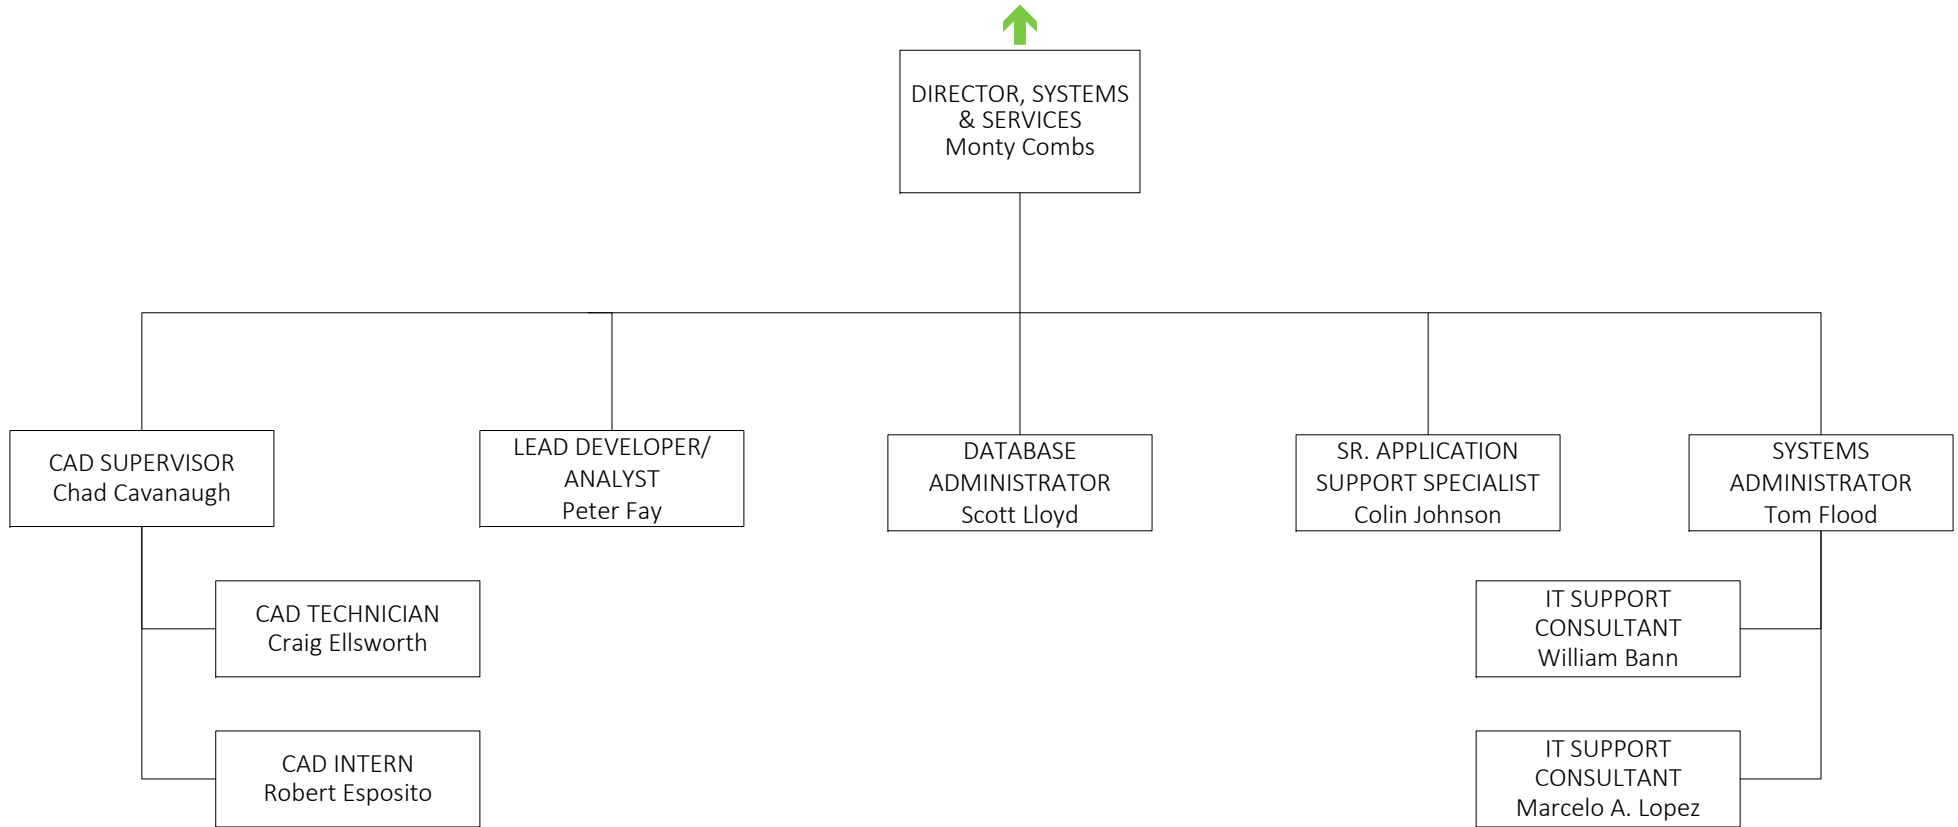 DIRECTOR, SYSTEMS
& SERVICES
Monty Combs
CAD SUPERVISOR
Chad Cavanaugh
LEAD DEVELOPER/
ANALYST
Peter Fay
DATABASE
ADMINISTRATOR
Scott Lloyd
SR. APPLICATION
SUPPORT SPECIALIST
Colin Johnson
SYSTEMS
ADMINISTRATOR
Tom Flood
CAD TECHNICIAN
Craig Ellsworth
IT SUPPORT
CONSULTANT
William Bann
CAD INTERN
Robert Esposito
IT SUPPORT
CONSULTANT
Marcelo A. Lopez